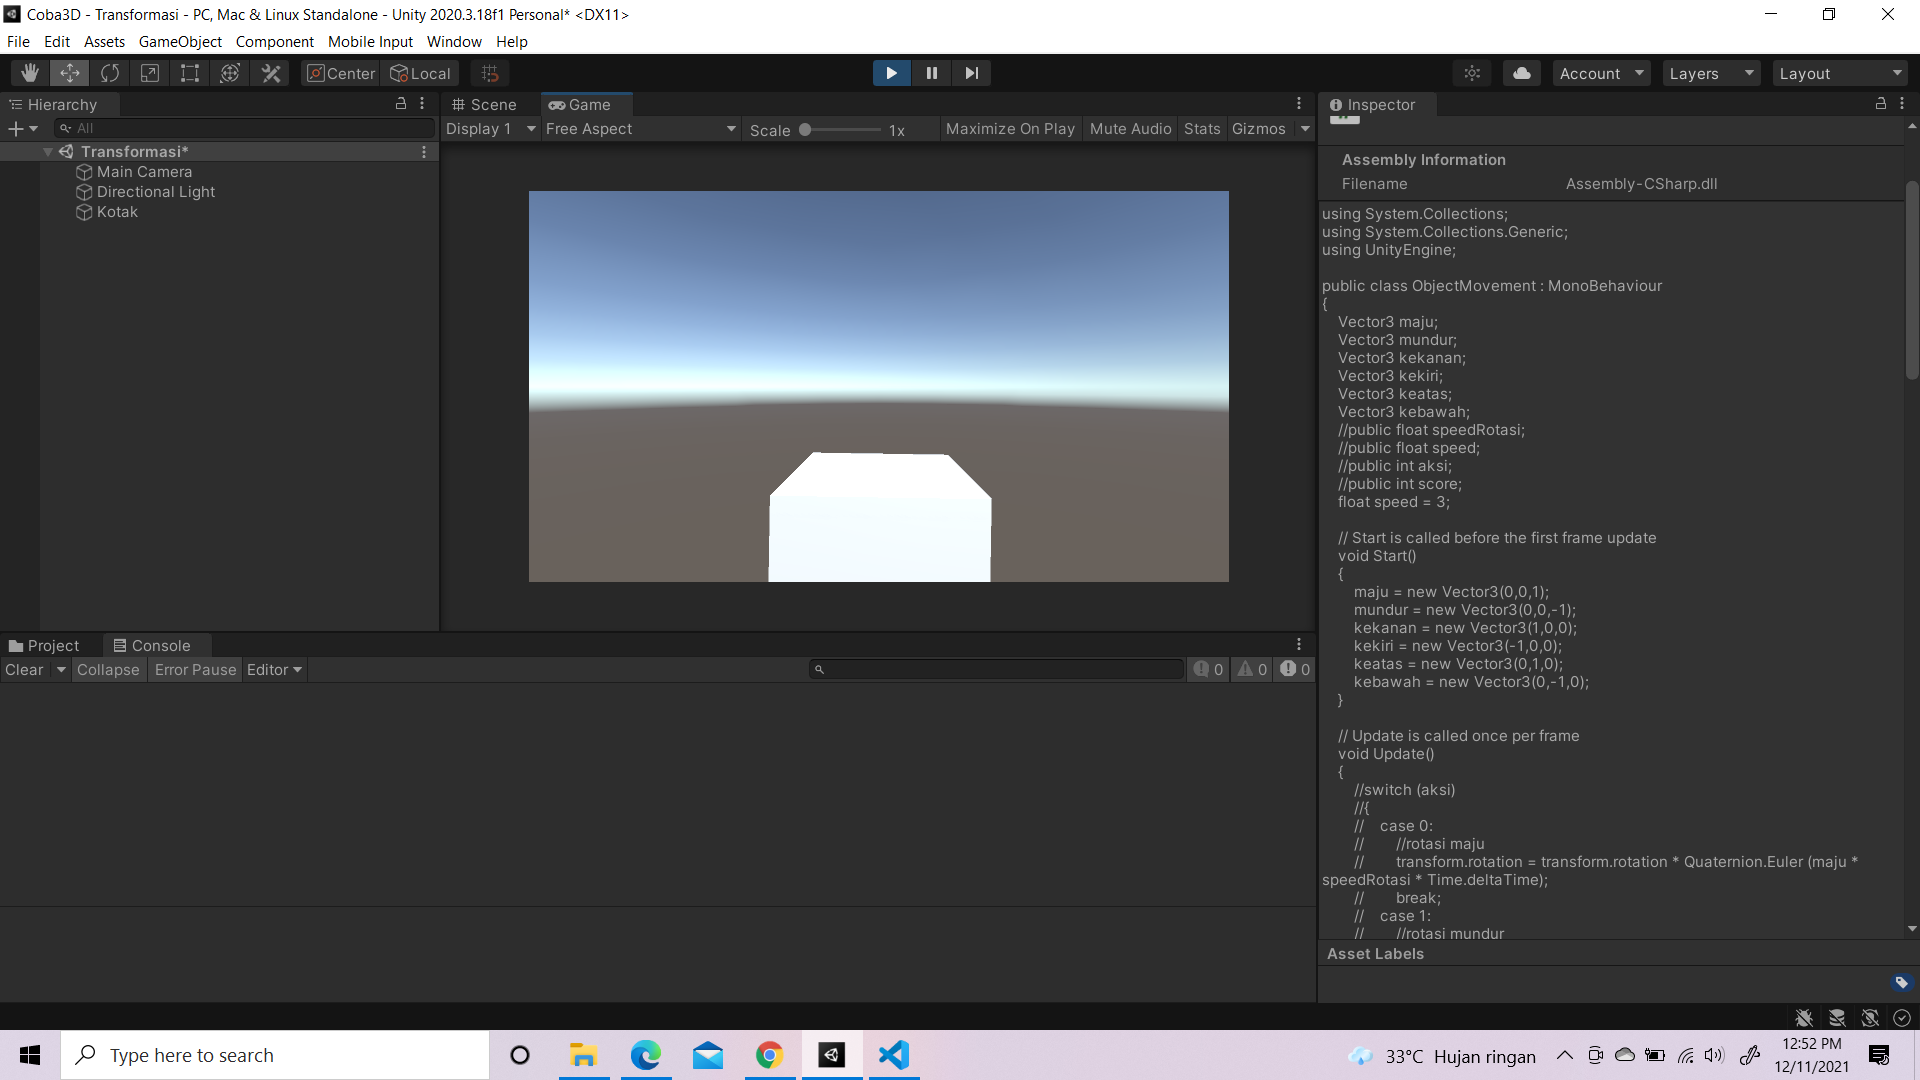 Coba3D - Transformasi - PC, Mac & Linux Standalone - Unity 2020.3.18f1 Personal* <DX11>
File Edit Assets GameObject Component Mobile Input Window Help
Center Local Account Layers Layout
Hierarchy
All
Transformasi*
Main Camera
Directional Light
Kotak
Scene Game
Display 1 Free Aspect Scale 1x Maximize On Play Mute Audio Stats Gizmos
Project Console
Clear Collapse Error Pause Editor 0 0 0
Inspector
Assembly Information
Filename Assembly-CSharp.dll
using System.Collections;
using System.Collections.Generic;
using UnityEngine;
public class ObjectMovement : MonoBehaviour
{
Vector3 maju;
Vector3 mundur;
Vector3 kekanan;
Vector3 kekiri;
Vector3 keatas;
Vector3 kebawah;
//public float speedRotasi;
//public float speed;
//public int aksi;
//public int score;
float speed = 3;
// Start is called before the first frame update
void Start()
{
maju = new Vector3(0,0,1);
mundur = new Vector3(0,0,-1);
kekanan = new Vector3(1,0,0);
kekiri = new Vector3(-1,0,0);
keatas = new Vector3(0,1,0);
kebawah = new Vector3(0,-1,0);
}
// Update is called once per frame
void Update()
{
//switch (aksi)
//{
// case 0:
// //rotasi maju
// transform.rotation = transform.rotation * Quaternion.Euler (maju *
speedRotasi * Time.deltaTime);
// break;
// case 1:
// //rotasi mundur
Asset Labels
Type here to search
33°C Hujan ringan
12:52 PM
12/11/2021